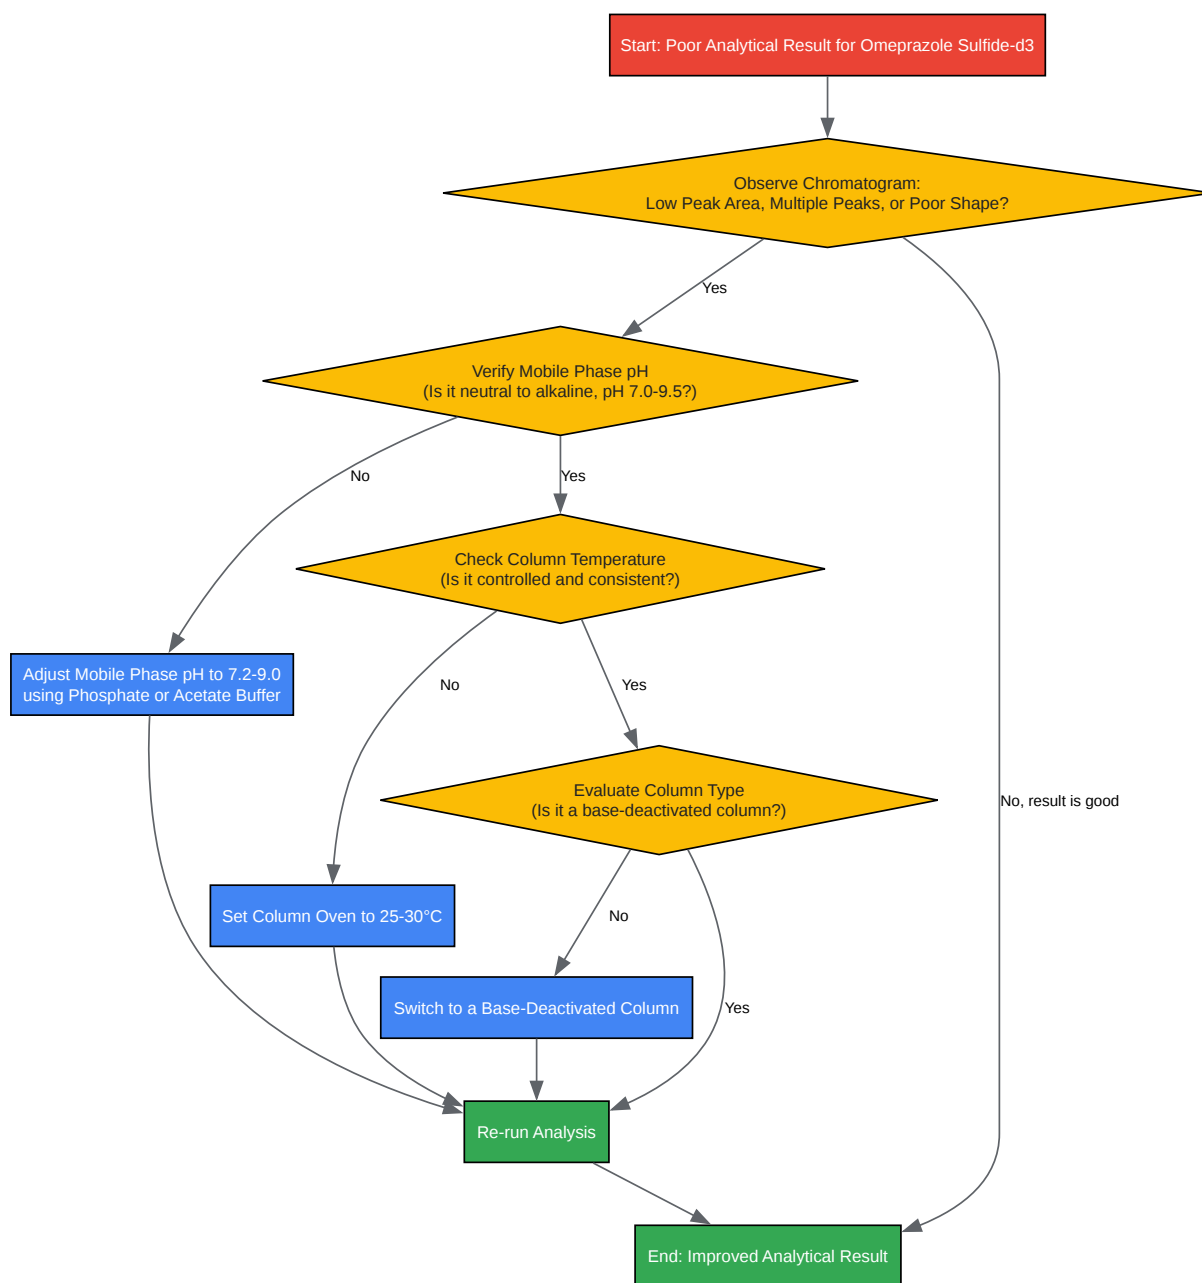 Start: Poor Analytical Result for Omeprazole Sulfide-d3
Observe Chromatogram:
Low Peak Area, Multiple Peaks, or Poor Shape?
Yes
Verify Mobile Phase pH
(Is it neutral to alkaline, pH 7.0-9.5?)
No
Yes
Check Column Temperature
(Is it controlled and consistent?)
Adjust Mobile Phase pH to 7.2-9.0
using Phosphate or Acetate Buffer
No
Yes
Evaluate Column Type
(Is it a base-deactivated column?)
No, result is good
Set Column Oven to 25-30°C
No
Switch to a Base-Deactivated Column
Yes
Re-run Analysis
End: Improved Analytical Result